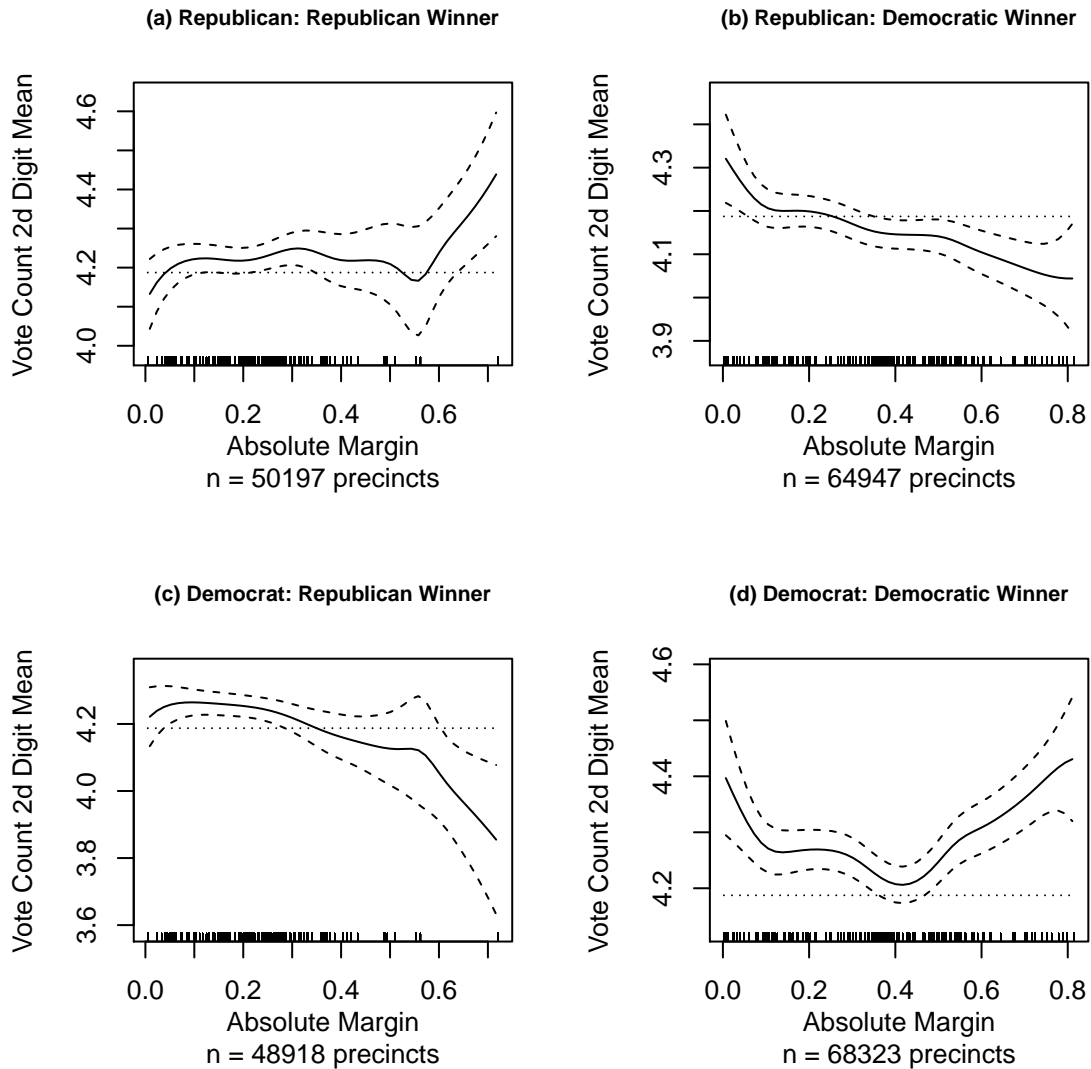 (a) Republican: Republican Winner
Vote Count 2d Digit Mean
4.6
4.4
4.2
4.0
0.0 0.2 0.4 0.6
Absolute Margin
n = 50197 precincts
(b) Republican: Democratic Winner
Vote Count 2d Digit Mean
4.3
4.1
3.9
0.0 0.2 0.4 0.6 0.8
Absolute Margin
n = 64947 precincts
(c) Democrat: Republican Winner
Vote Count 2d Digit Mean
4.2
4.0
3.8
3.6
0.0 0.2 0.4 0.6
Absolute Margin
n = 48918 precincts
(d) Democrat: Democratic Winner
Vote Count 2d Digit Mean
4.6
4.4
4.2
0.0 0.2 0.4 0.6 0.8
Absolute Margin
n = 68323 precincts